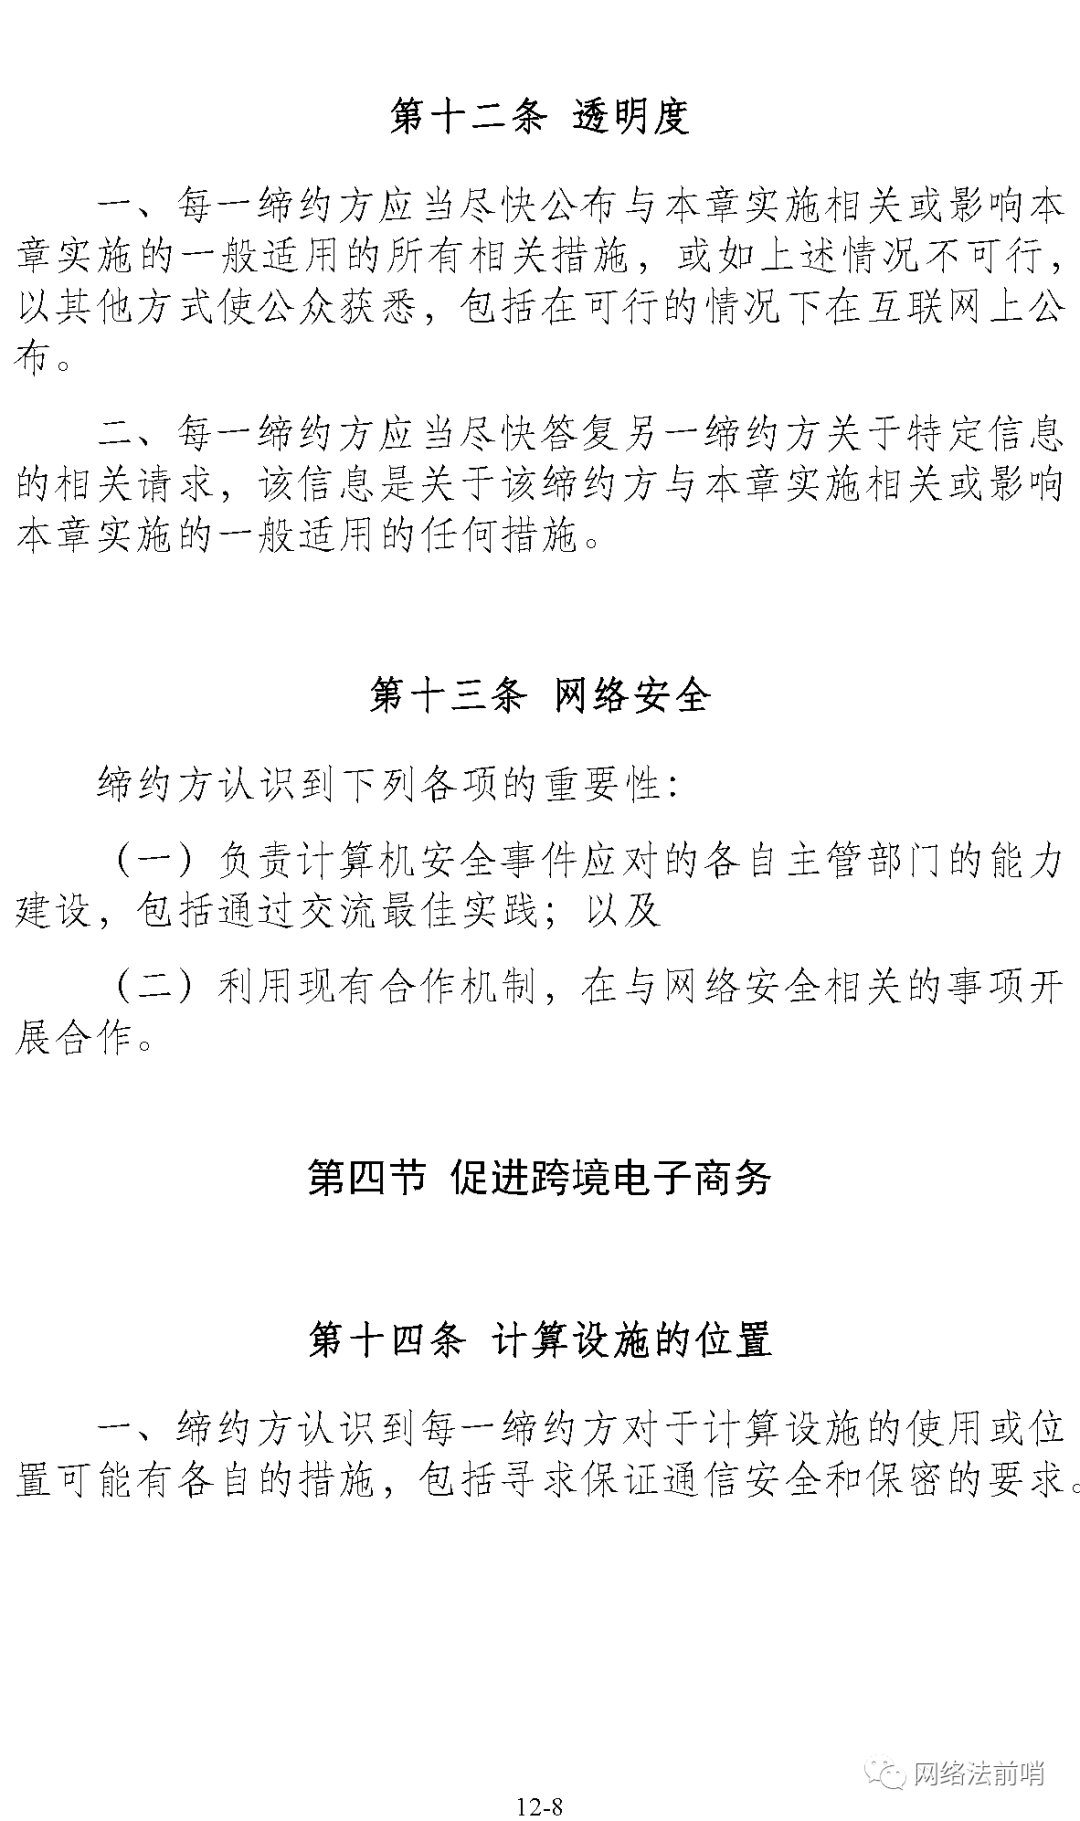 第十二条 透明度
一、每一缔约方应当尽快公布与本章实施相关或影响本
章实施的一般适用的所有相关措施，或如上述情况不可行，
以其他方式使公众获悉，包括在可行的情况下在互联网上公
布。
二、每一缔约方应当尽快答复另一缔约方关于特定信息
的相关请求，该信息是关于该缔约方与本章实施相关或影响
本章实施的一般适用的任何措施。
第十三条 网络安全
缔约方认识到下列各项的重要性：
（一）负责计算机安全事件应对的各自主管部门的能力
建设，包括通过交流最佳实践；以及
（二）利用现有合作机制，在与网络安全相关的事项开
展合作。
第四节 促进跨境电子商务
第十四条 计算设施的位置
一、缔约方认识到每一缔约方对于计算设施的使用或位
置可能有各自的措施，包括寻求保证通信安全和保密的要求。
网络法前哨
12-8